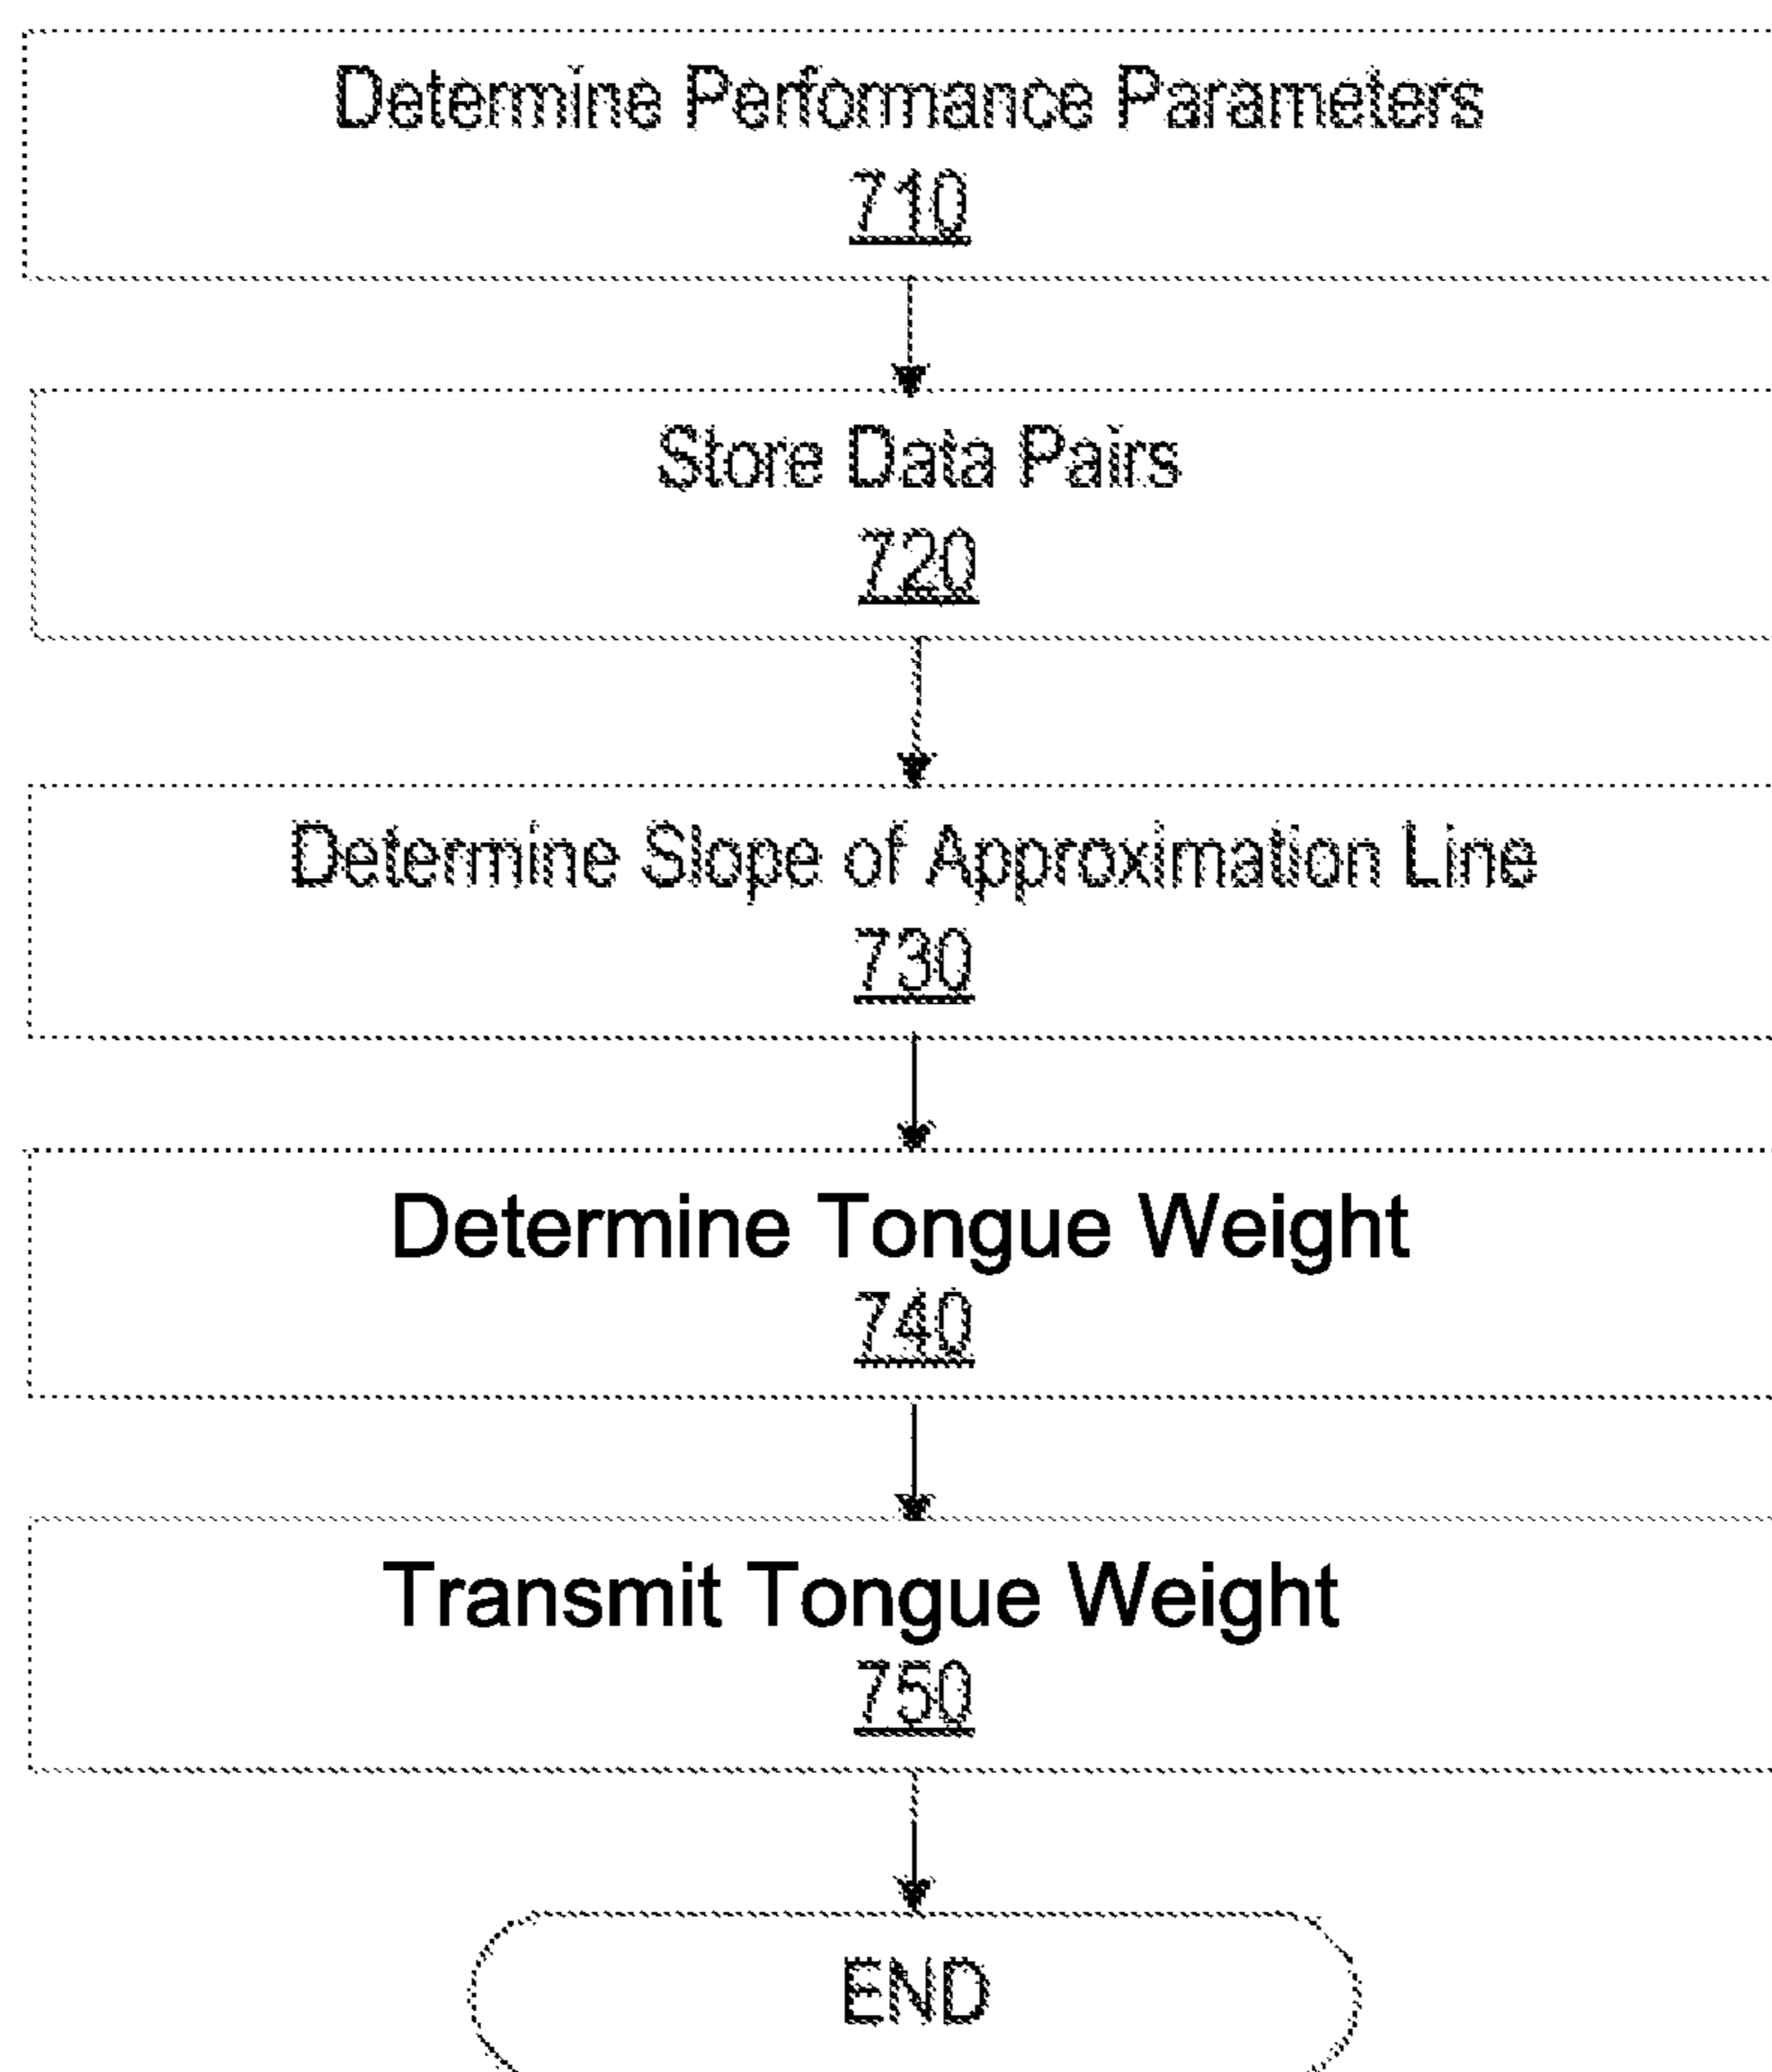 Determine Performance Parameters
710
Store Data Pairs
720
Determine Slope of Approximation Line
730
Determine Tongue Weight
740
Transmit Tongue Weight
750
END